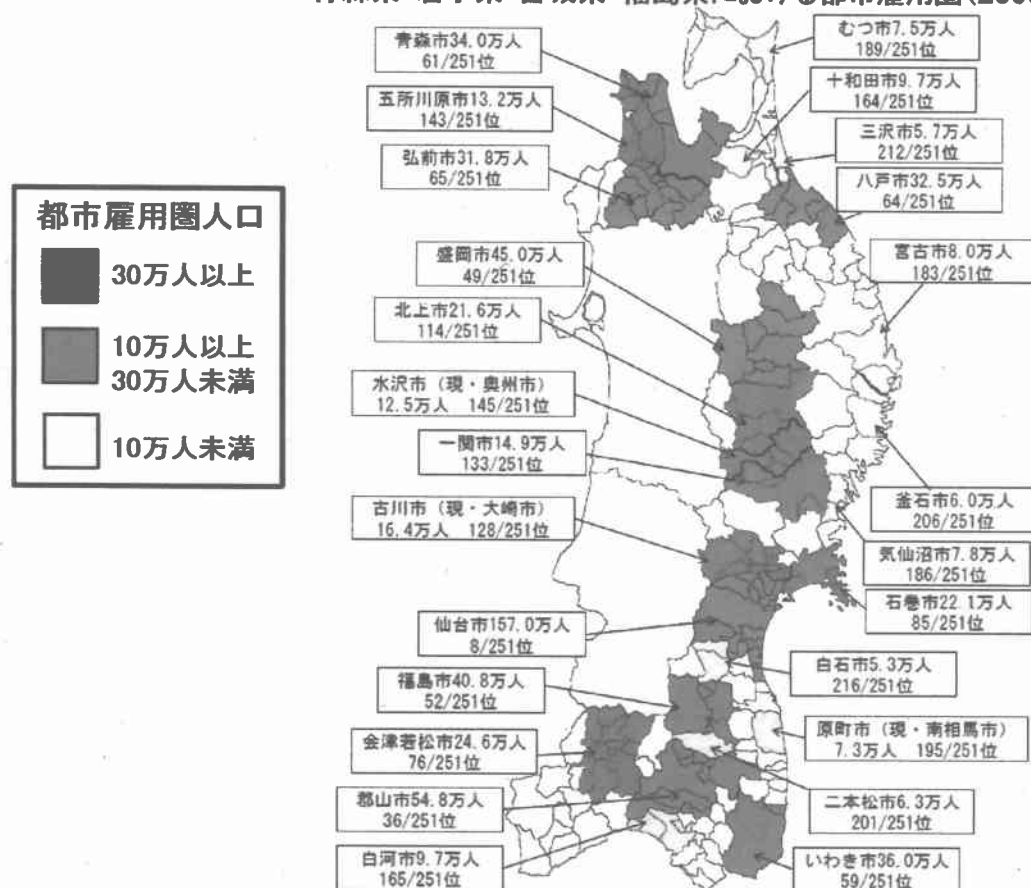 青森県・岩手県・宮城県・福島県における都市雇用圏(200
青森市34.0万人
61/251位
五所川原市13.2万人
143/251位
弘前市31.8万人
65/251位
むつ市7.5万人
189/251位
十和田市9.7万人
164/251位
三沢市5.7万人
212/251位
八戸市32.5万人
64/251位
都市雇用圏人口
30万人以上
10万人以上
30万人未満
10万人未満
盛岡市45.0万人
49/251位
北上市21.6万人
114/251位
水沢市(現・奥州市)
12.5万人 145/251位
一関市14.9万人
133/251位
古川市(現・大崎市)
16.4万人 128/251位
宮古市8.0万人
183/251位
釜石市6.0万人
206/251位
気仙沼市7.8万人
186/251位
石巻市22.1万人
85/251位
仙台市157.0万人
8/251位
福島市40.8万人
52/251位
会津若松市24.6万人
76/251位
郡山市54.8万人
36/251位
白河市9.7万人
165/251位
白石市5.3万人
216/251位
原町市(現・南相馬市)
7.3万人 195/251位
二本松市6.3万人
201/251位
いわき市36.0万人
59/251位